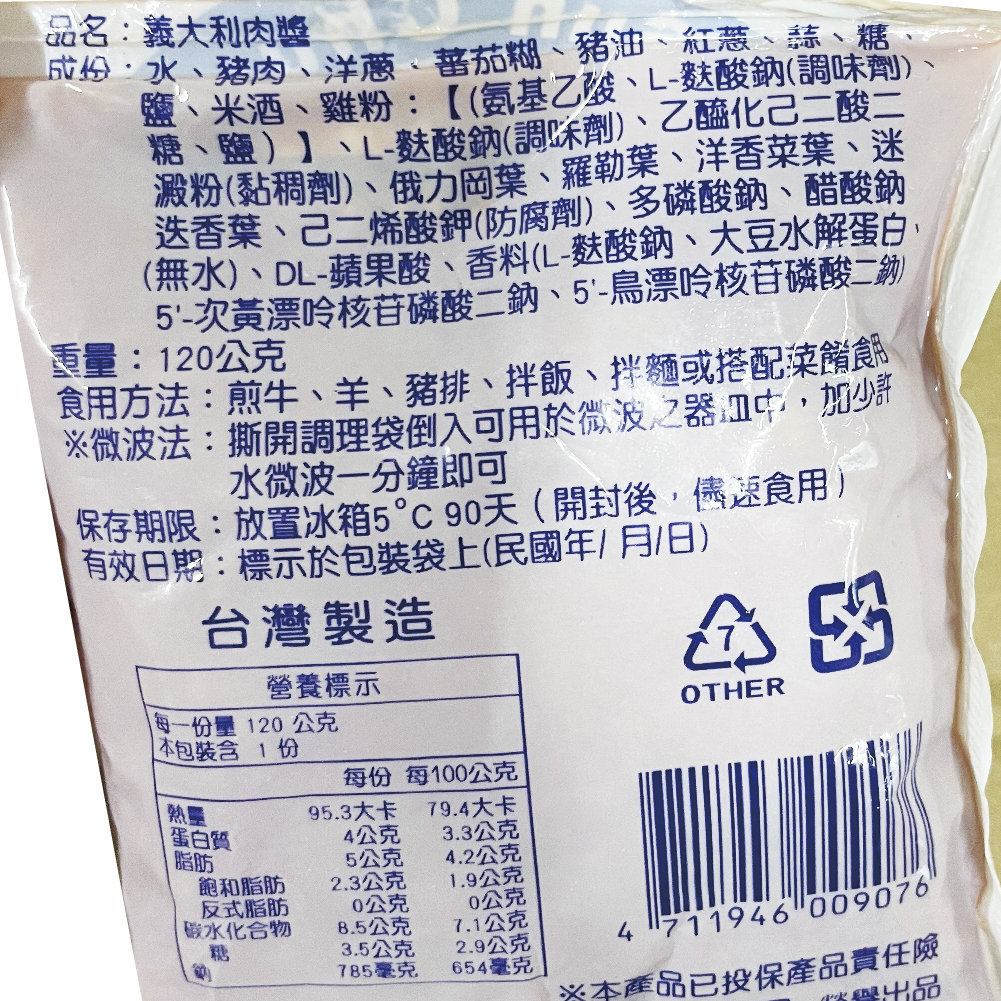 品名：義大利肉醬
成份：水、豬肉、洋蔥、蕃茄糊、豬油、紅蔥、蒜、糖、
鹽、米酒、雞粉：【(氨基乙酸、L-麩酸鈉(調味劑)、
糖、鹽)】、L-麩酸鈉(調味劑)、乙醯化己二酸二
澱粉(黏稠劑)、俄力岡葉、羅勒葉、洋香菜葉、迷
迭香葉、己二烯酸鉀(防腐劑)、多磷酸鈉、醋酸鈉
(無水)、DL-蘋果酸、香料(L-麩酸鈉、大豆水解蛋白、
5'-次黃漂呤核苷磷酸二鈉、5'-鳥漂呤核苷磷酸二鈉)
重量：120公克
食用方法：煎牛、羊、豬排、拌飯、拌麵或搭配菜餚食用
※微波法：撕開調理袋倒入可用於微波之器皿中，加少許
水微波一分鐘即可
保存期限：放置冰箱5°C 90天（開封後，儘速食用）
有效日期：標示於包裝袋上(民國年/ 月/日)
台灣製造
7
OTHER
營養標示
每一份量 120 公克
本包裝含 1 份
每份 每100公克
熱量 95.3大卡 79.4大卡
蛋白質 4公克 3.3公克
脂肪 5公克 4.2公克
飽和脂肪 2.3公克 1.9公克
反式脂肪 0公克 0公克
碳水化合物 8.5公克 7.1公克
糖 3.5公克 2.9公克
鈉 785毫克 654毫克
4 711946 009076
※本產品已投保產品責任險
榮譽出品